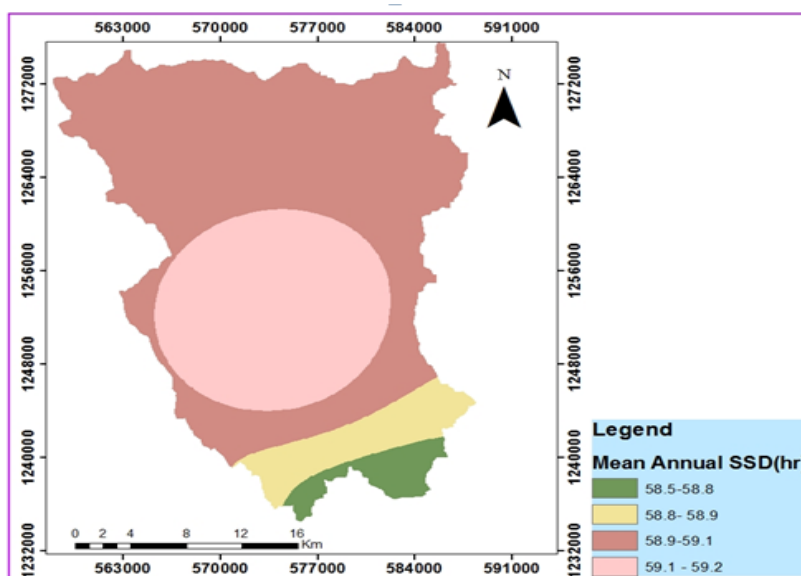 563000 570000 577000 584000 591000
1272000 1272000
N
1264000 1264000
1256000 1256000
1248000 1248000
1240000 1240000
1232000 1232000
Legend
Mean Annual SSD(hr
58.5-58.8
58.8- 58.9
58.9-59.1
59.1 - 59.2
0 2 4 8 12 16
Km
563000 570000 577000 584000 591000